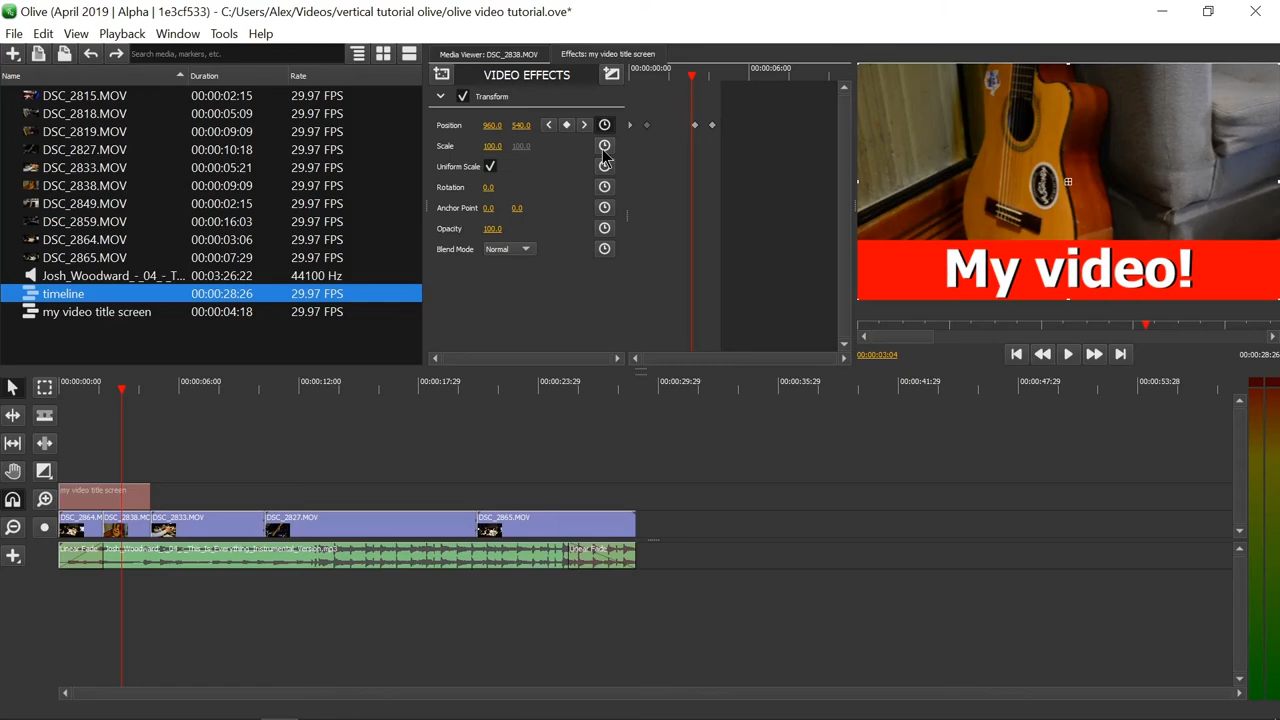 Olive (April 2019 | Alpha | 1e3cf533) - C:/Users/Alex/Videos/vertical tutorial olive/olive video tutorial.ove*
File Edit View Playback Window Tools Help
Search media, markers, etc.
Media Viewer: DSC_2838.MOV Effects: my video title screen
VIDEO EFFECTS
00:00:00:00 00:00:06:00
Name Duration Rate
DSC_2815.MOV 00:00:02:15 29.97 FPS
DSC_2818.MOV 00:00:05:09 29.97 FPS
DSC_2819.MOV 00:00:09:09 29.97 FPS
DSC_2827.MOV 00:00:10:18 29.97 FPS
DSC_2833.MOV 00:00:05:21 29.97 FPS
DSC_2838.MOV 00:00:09:09 29.97 FPS
DSC_2849.MOV 00:00:02:15 29.97 FPS
DSC_2859.MOV 00:00:16:03 29.97 FPS
DSC_2864.MOV 00:00:03:06 29.97 FPS
DSC_2865.MOV 00:00:07:29 29.97 FPS
Josh_Woodward_-_04_-_T... 00:03:26:22 44100 Hz
timeline 00:00:28:26 29.97 FPS
my video title screen 00:00:04:18 29.97 FPS
Transform
Position 960.0 540.0
Scale 100.0 100.0
Uniform Scale
Rotation 0.0
Anchor Point 0.0 0.0
Opacity 100.0
Blend Mode Normal
My video!
00:00:03:04 00:00:28:26
00:00:00:00 00:00:06:00 00:00:12:00 00:00:17:29 00:00:23:29 00:00:29:29 00:00:35:29 00:00:41:29 00:00:47:29 00:00:53:28
my video title screen
DSC_2864.M DSC_2838.MC DSC_2833.MOV DSC_2827.MOV DSC_2865.MOV
Linear Fade Josh_Woodward_-_04_-_This_Is_Everything_Instrumental_Version.mp3 Linear Fade